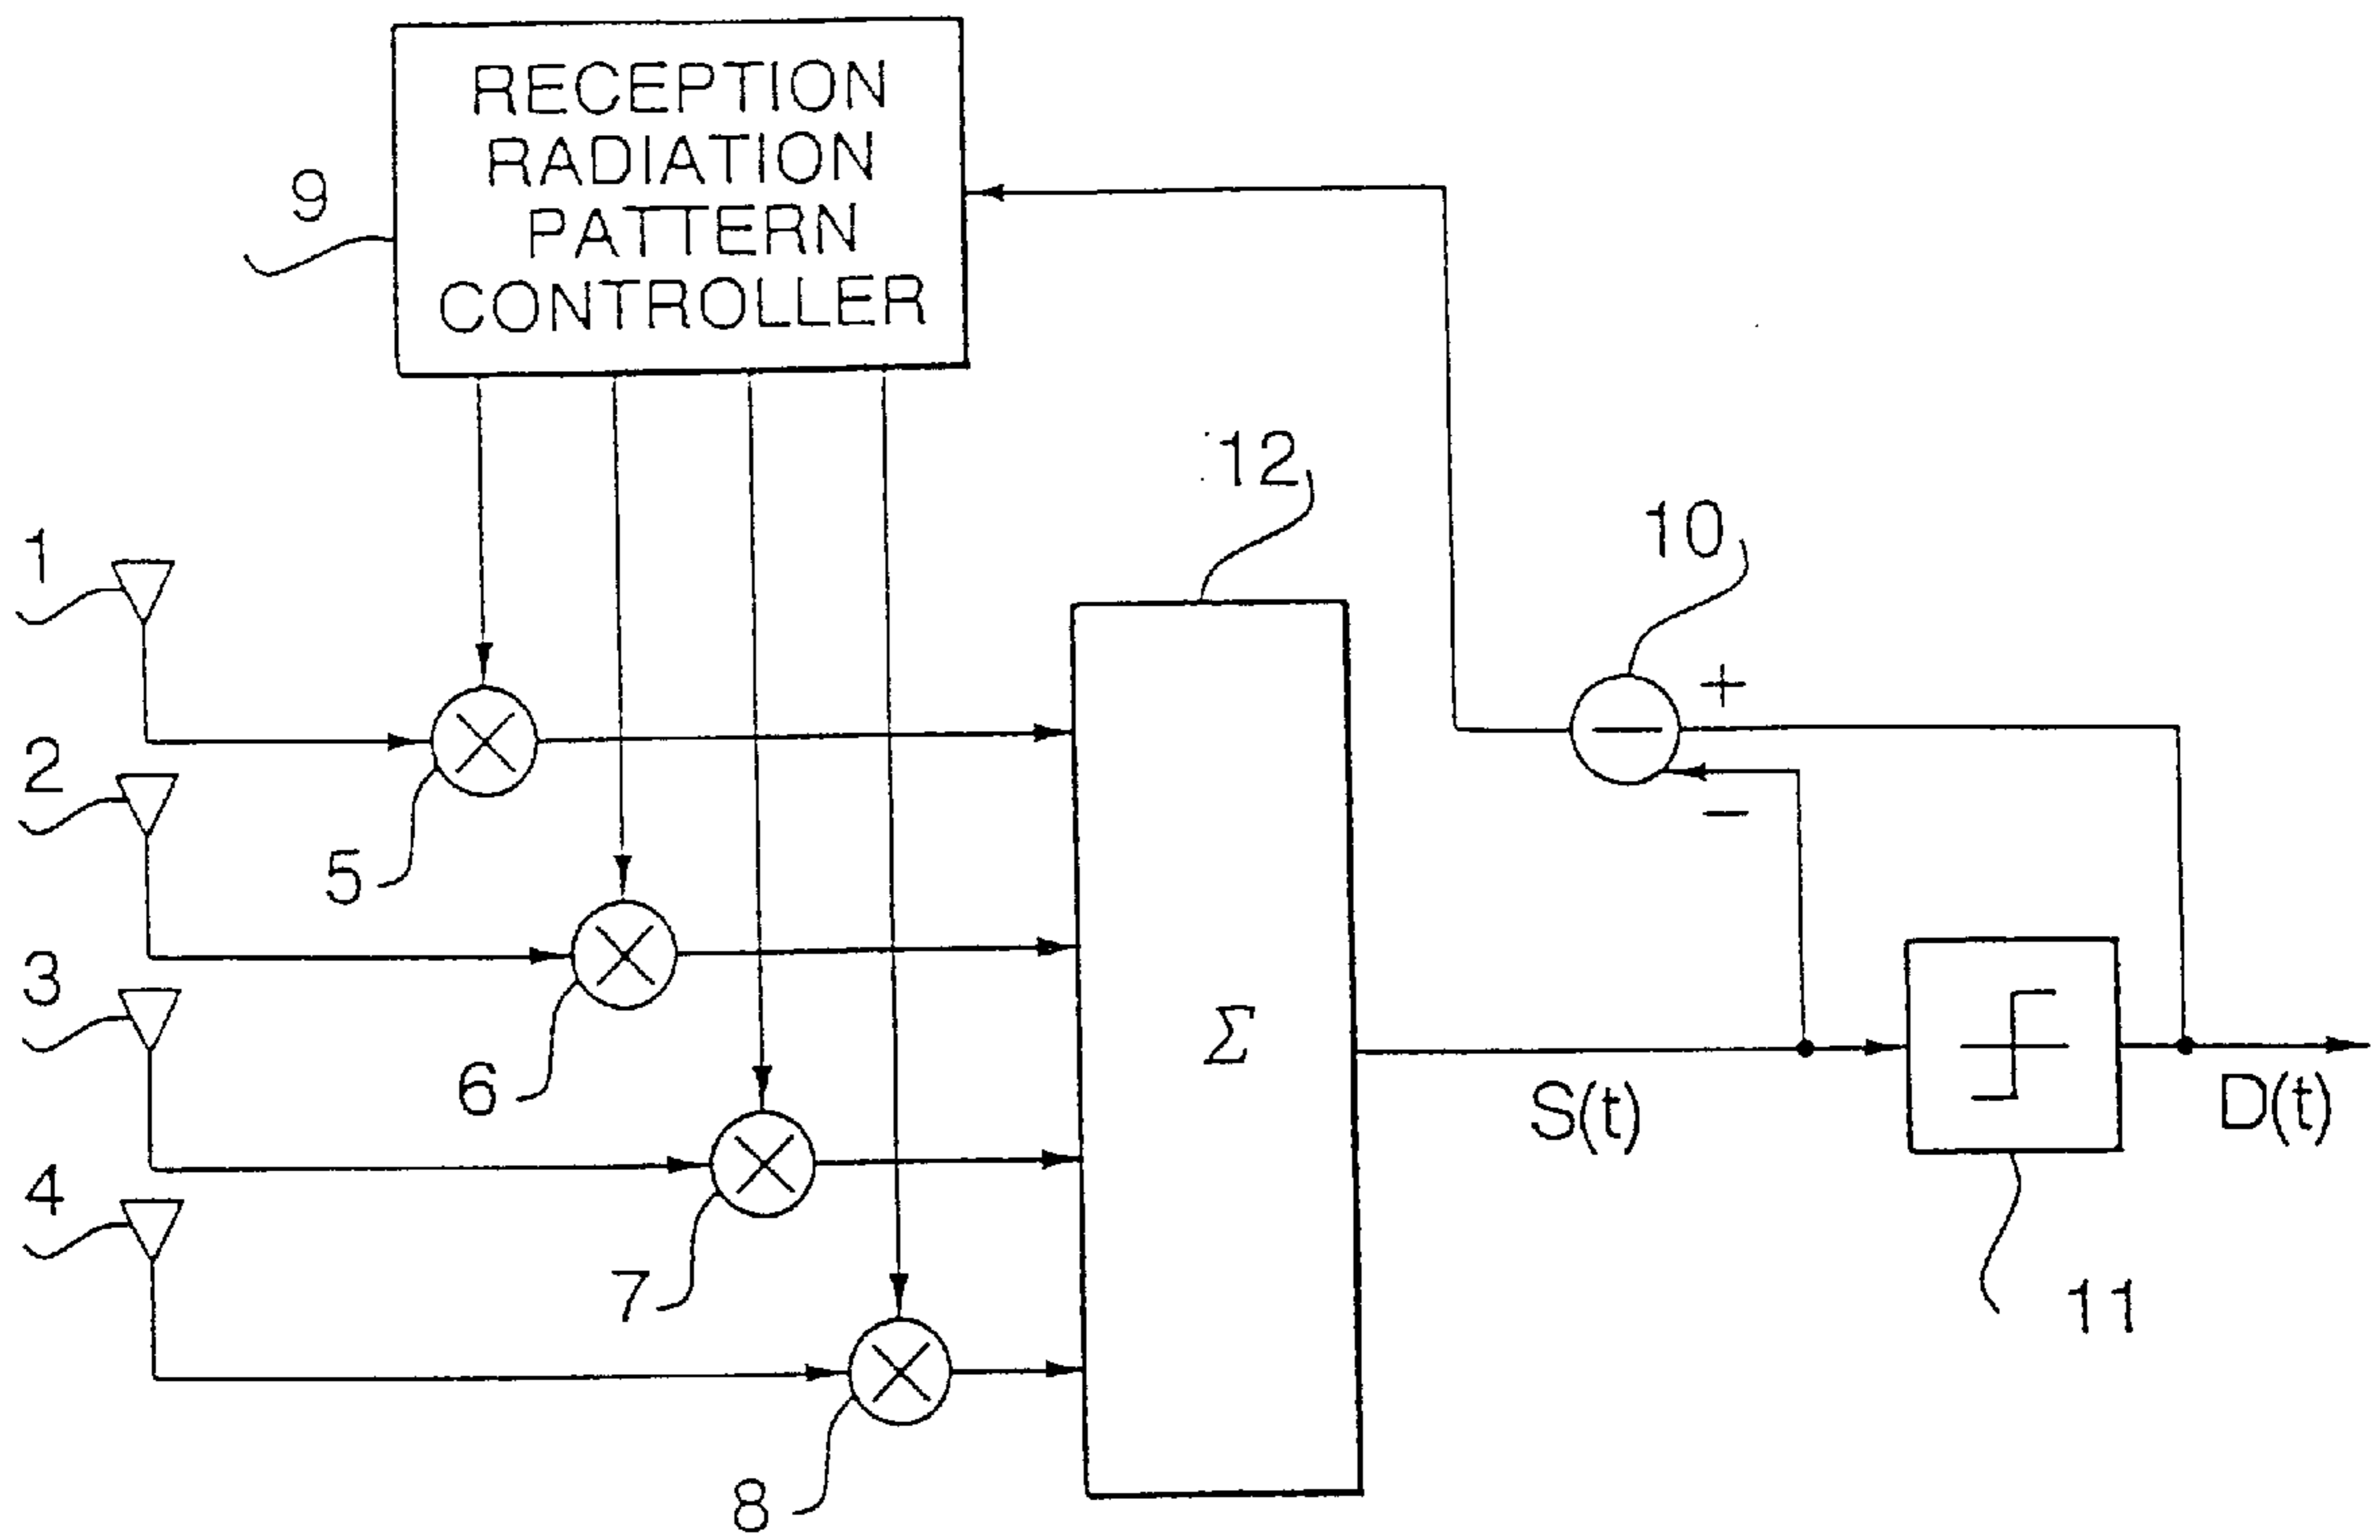 RECEPTION
RADIATION
PATTERN
CONTROLLER
9
12
10
1
+
2
−
5
3
Σ
6
S(t)
D(t)
4
7
11
8